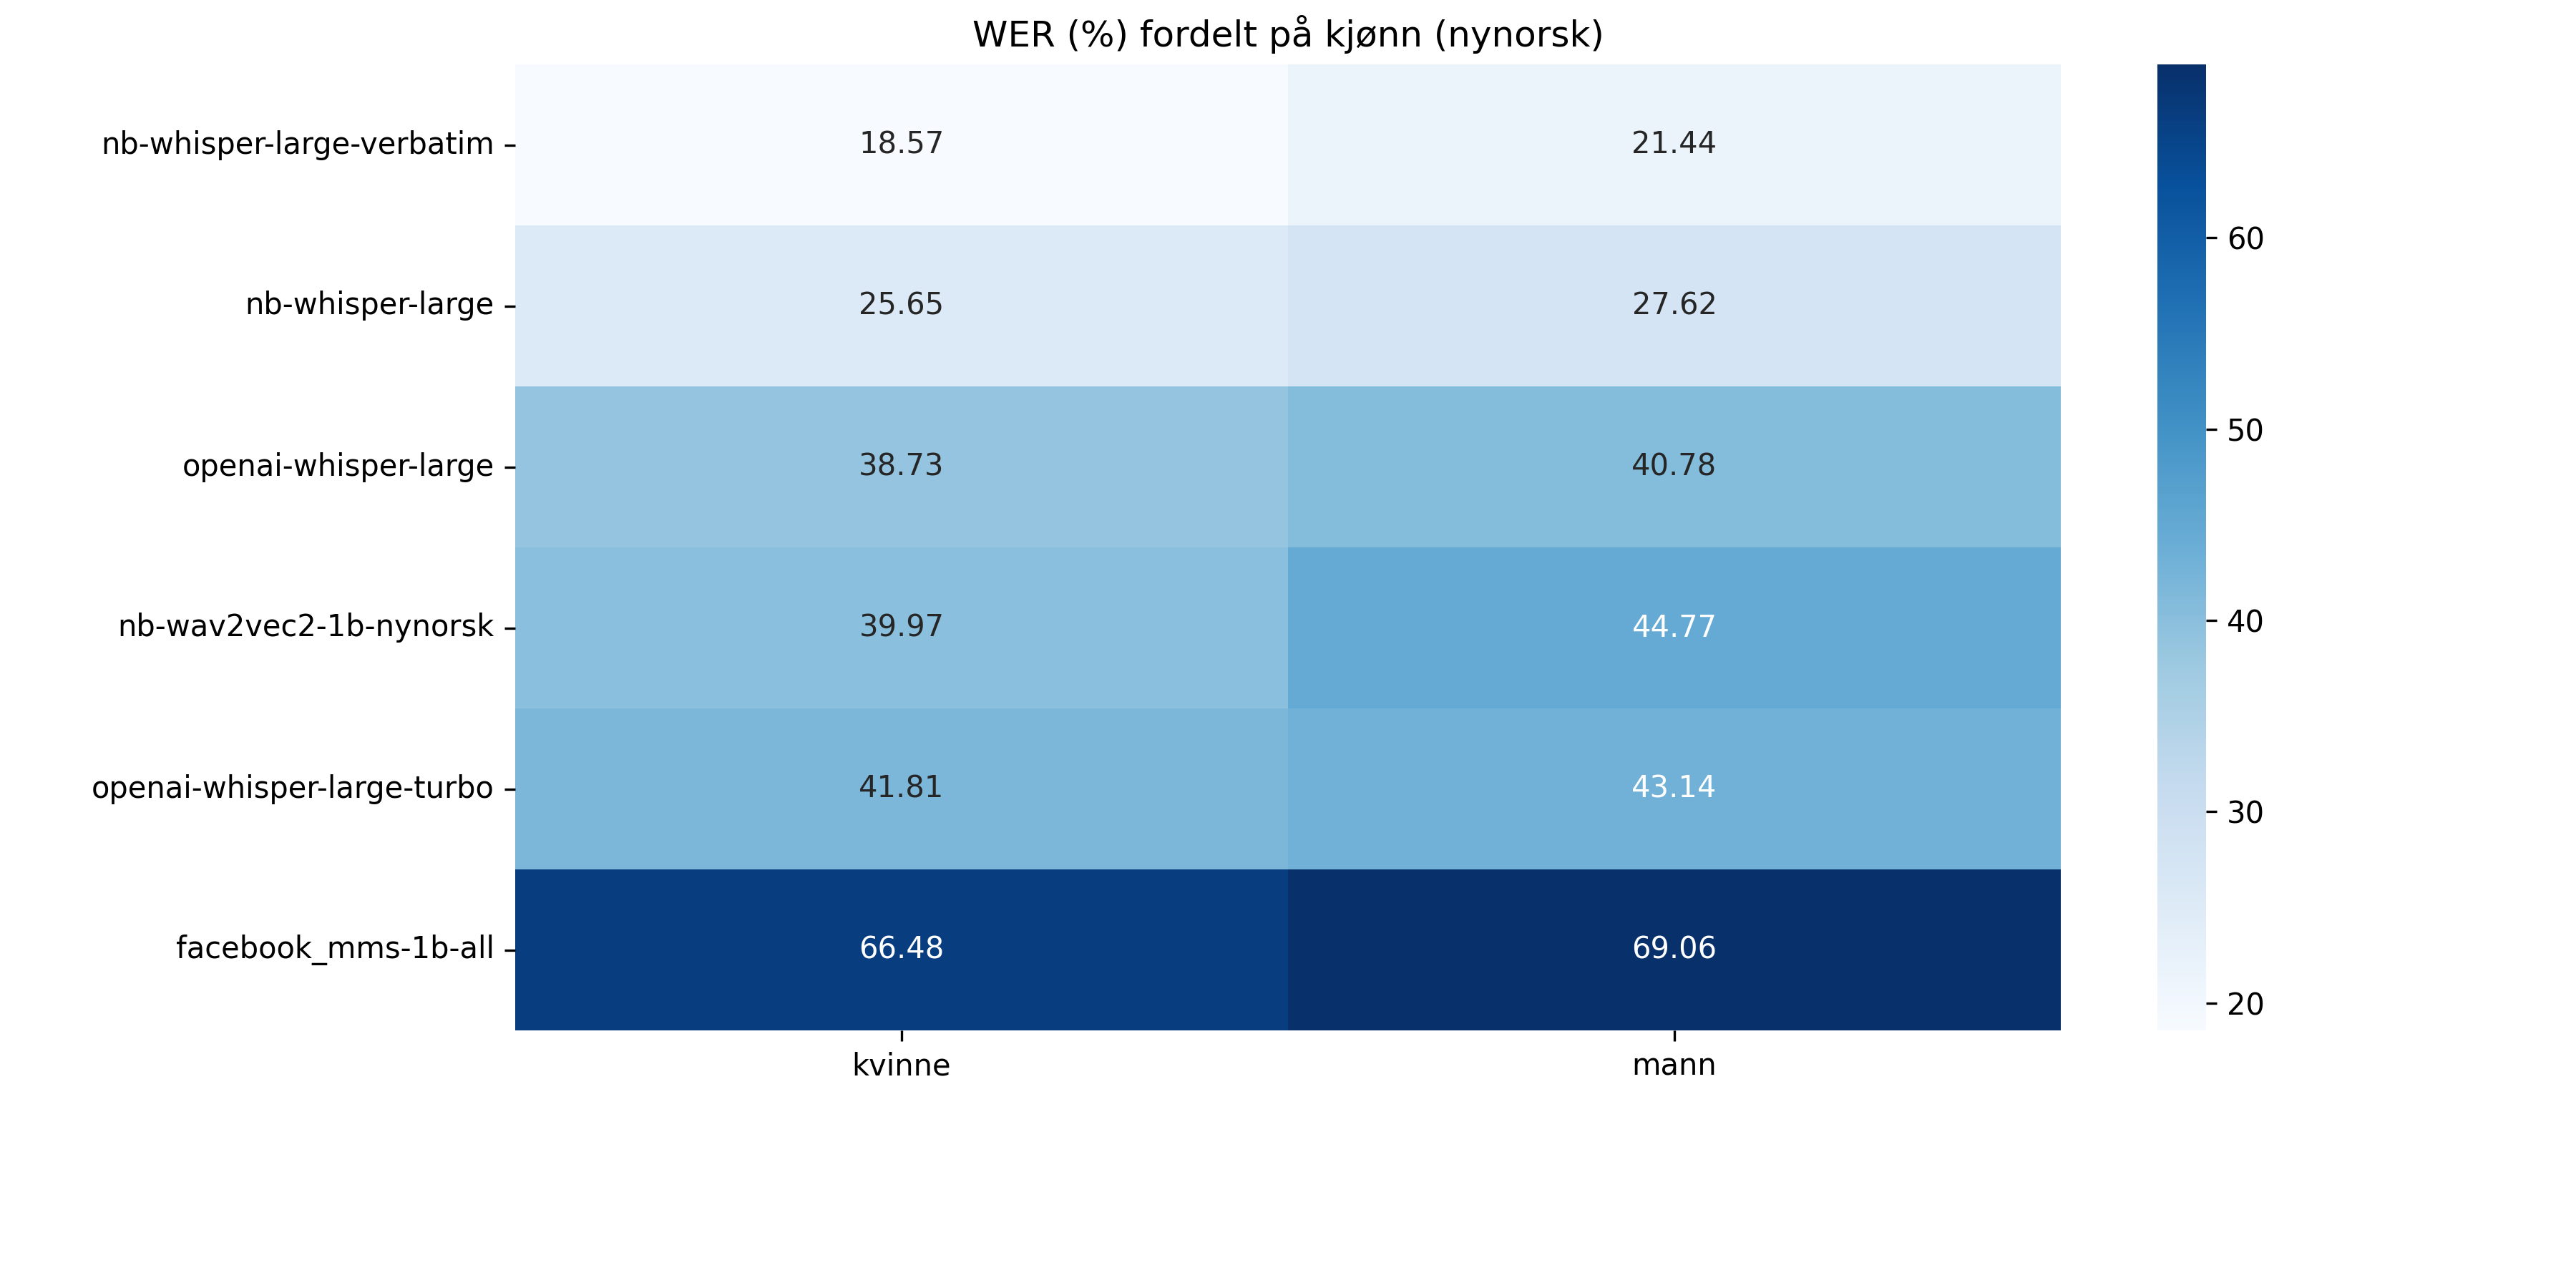 WER (%) fordelt på kjønn (nynorsk)
nb-whisper-large-verbatim 18.57 21.44
nb-whisper-large 25.65 27.62
openai-whisper-large 38.73 40.78
nb-wav2vec2-1b-nynorsk 39.97 44.77
openai-whisper-large-turbo 41.81 43.14
facebook_mms-1b-all 66.48 69.06
kvinne mann
60
50
40
30
20